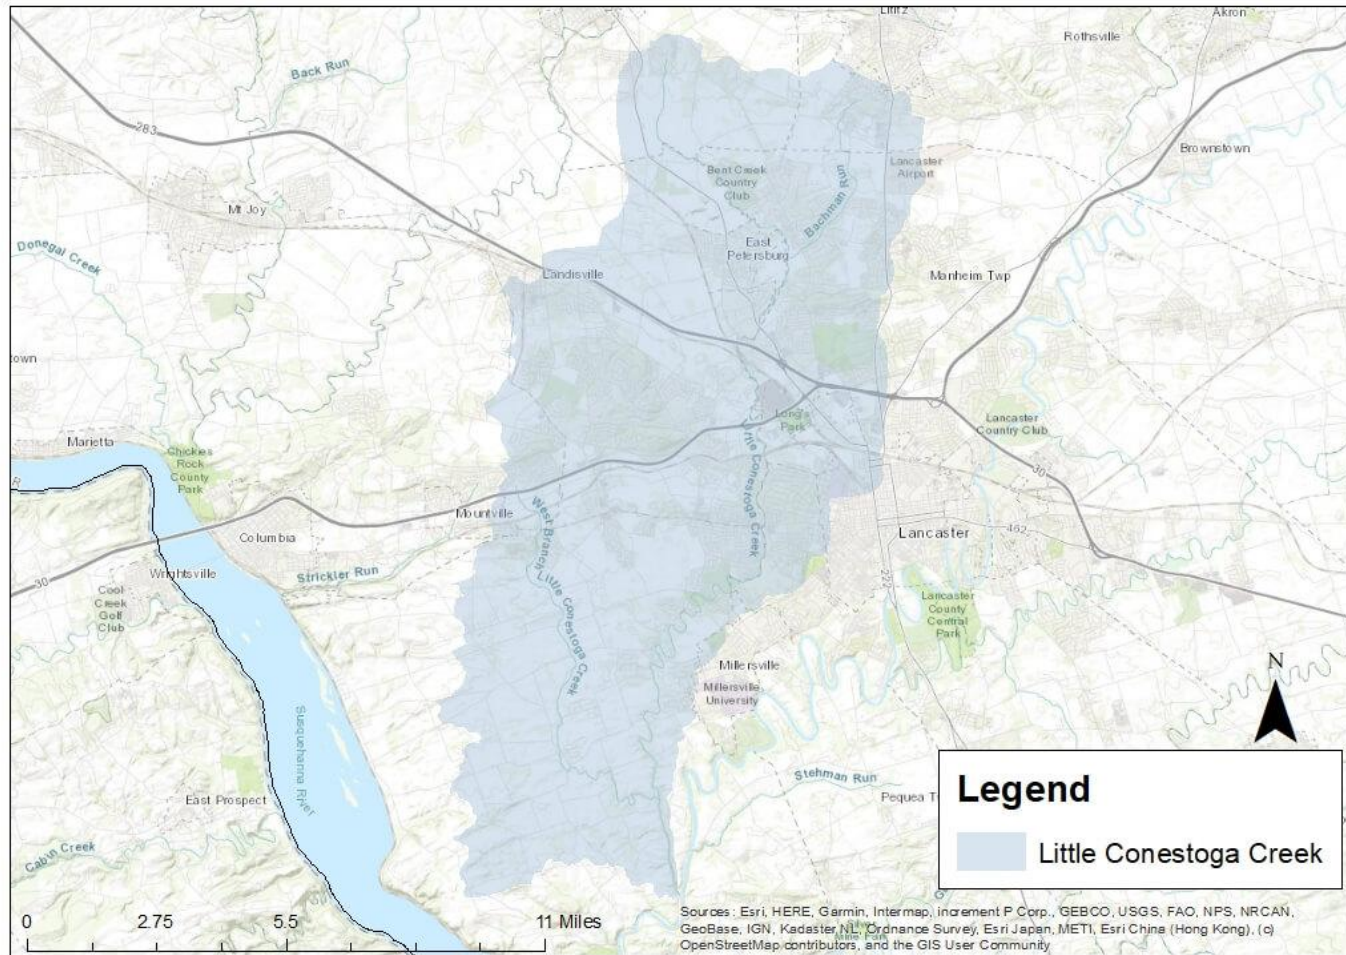 Lititz
Akron
Rothsville
Back Run
283
Brownstown
Lancaster
Airport
Bent Creek
Country
Club
Bachman Run
Mt Joy
Donegal Creek
East
Petersburg
Landisville
Manheim Twp
town
Marietta
Chickies
Rock
County
Park
Long's
Park
Lancaster
Country Club
Little Conestoga Creek
30
Mountville
West Branch Little Conestoga Creek
Columbia
Lancaster
462
Wrightsville
Strickler Run
30
222
Cool
Creek
Golf
Club
Lancaster
County
Central
Park
Millersville
Millersville
University
N
Susquehanna River
Stehman Run
East Prospect
Pequea T
Cabin Creek
Legend
Little Conestoga Creek
0 2.75 5.5 11 Miles
Sources: Esri, HERE, Garmin, Intermap, increment P Corp., GEBCO, USGS, FAO, NPS, NRCAN,
GeoBase, IGN, Kadaster NL, Ordnance Survey, Esri Japan, METI, Esri China (Hong Kong), (c)
OpenStreetMap contributors, and the GIS User Community